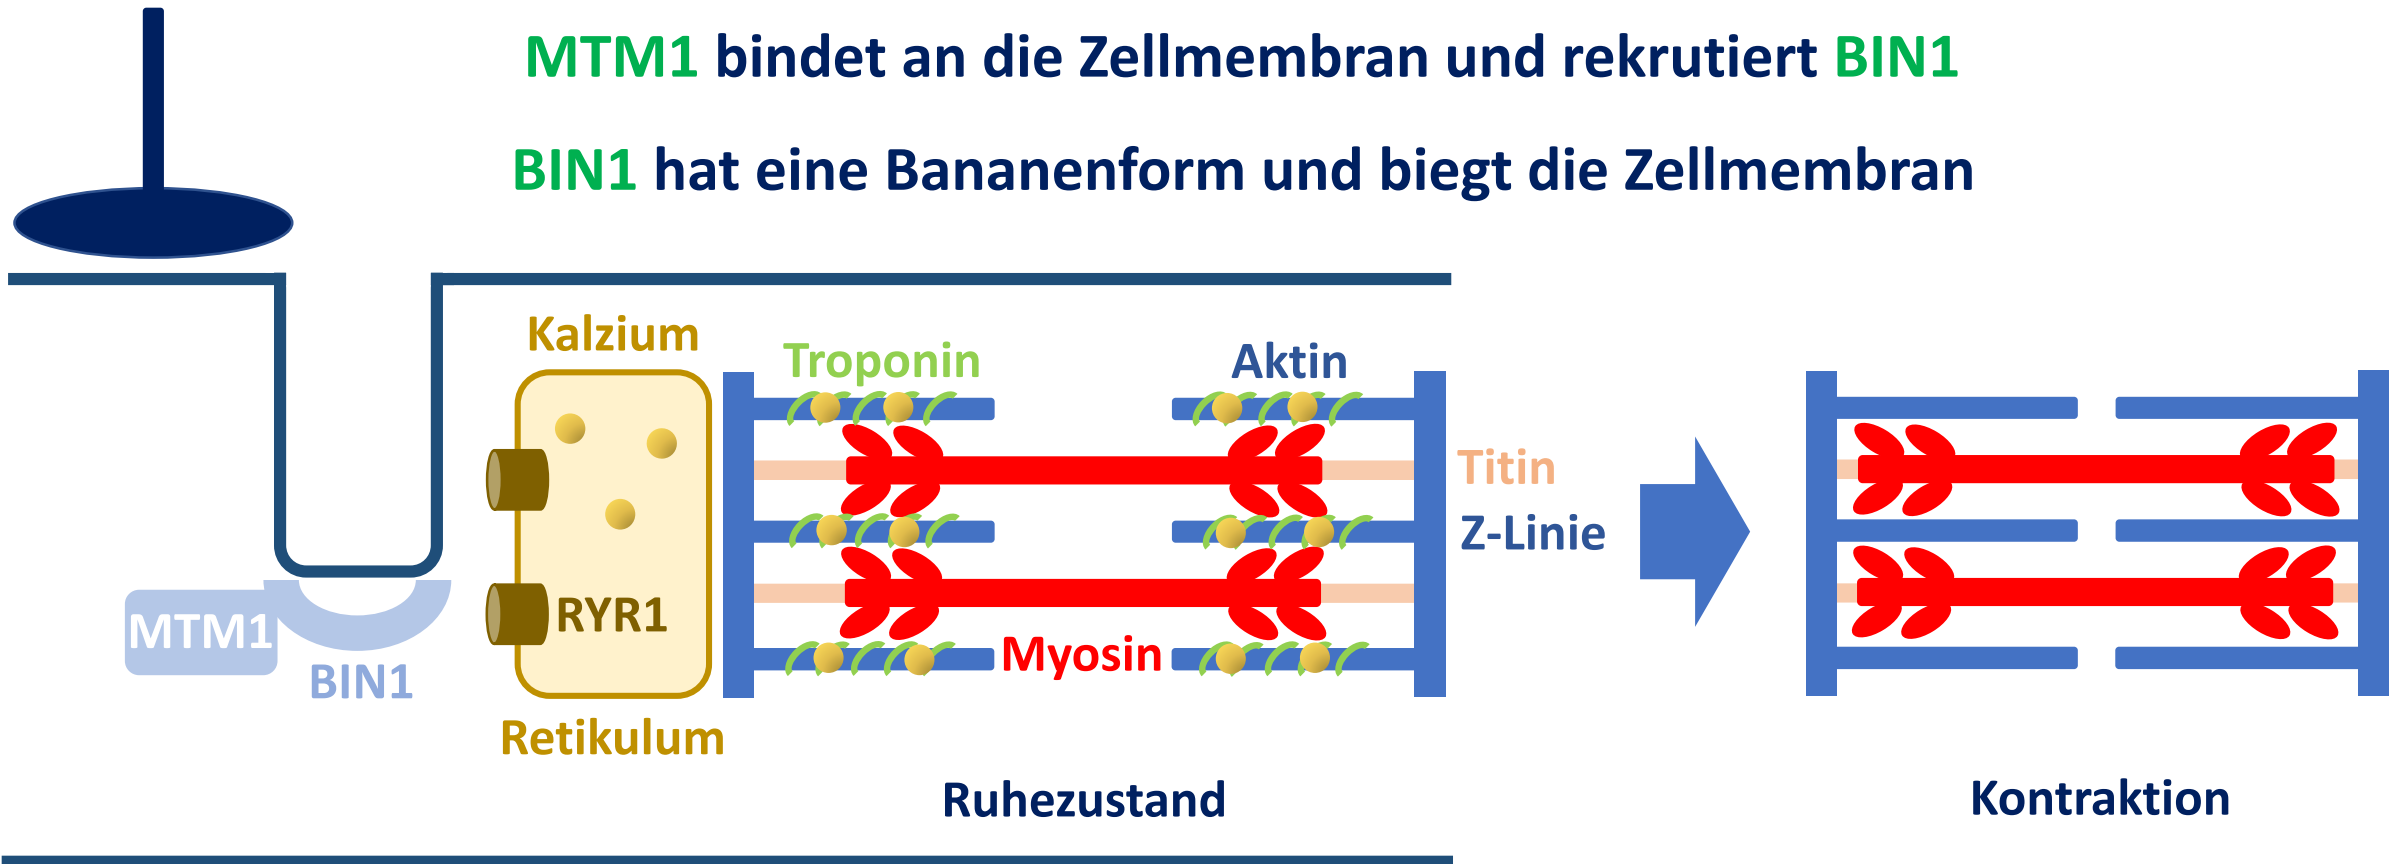 MTM1 bindet an die Zellmembran und rekrutiert BIN1
BIN1 hat eine Bananenform und biegt die Zellmembran
Kalzium
Troponin
Aktin
Titin
Z-Linie
MTM1
BIN1
RYR1
Myosin
Retikulum
Ruhezustand
Kontraktion